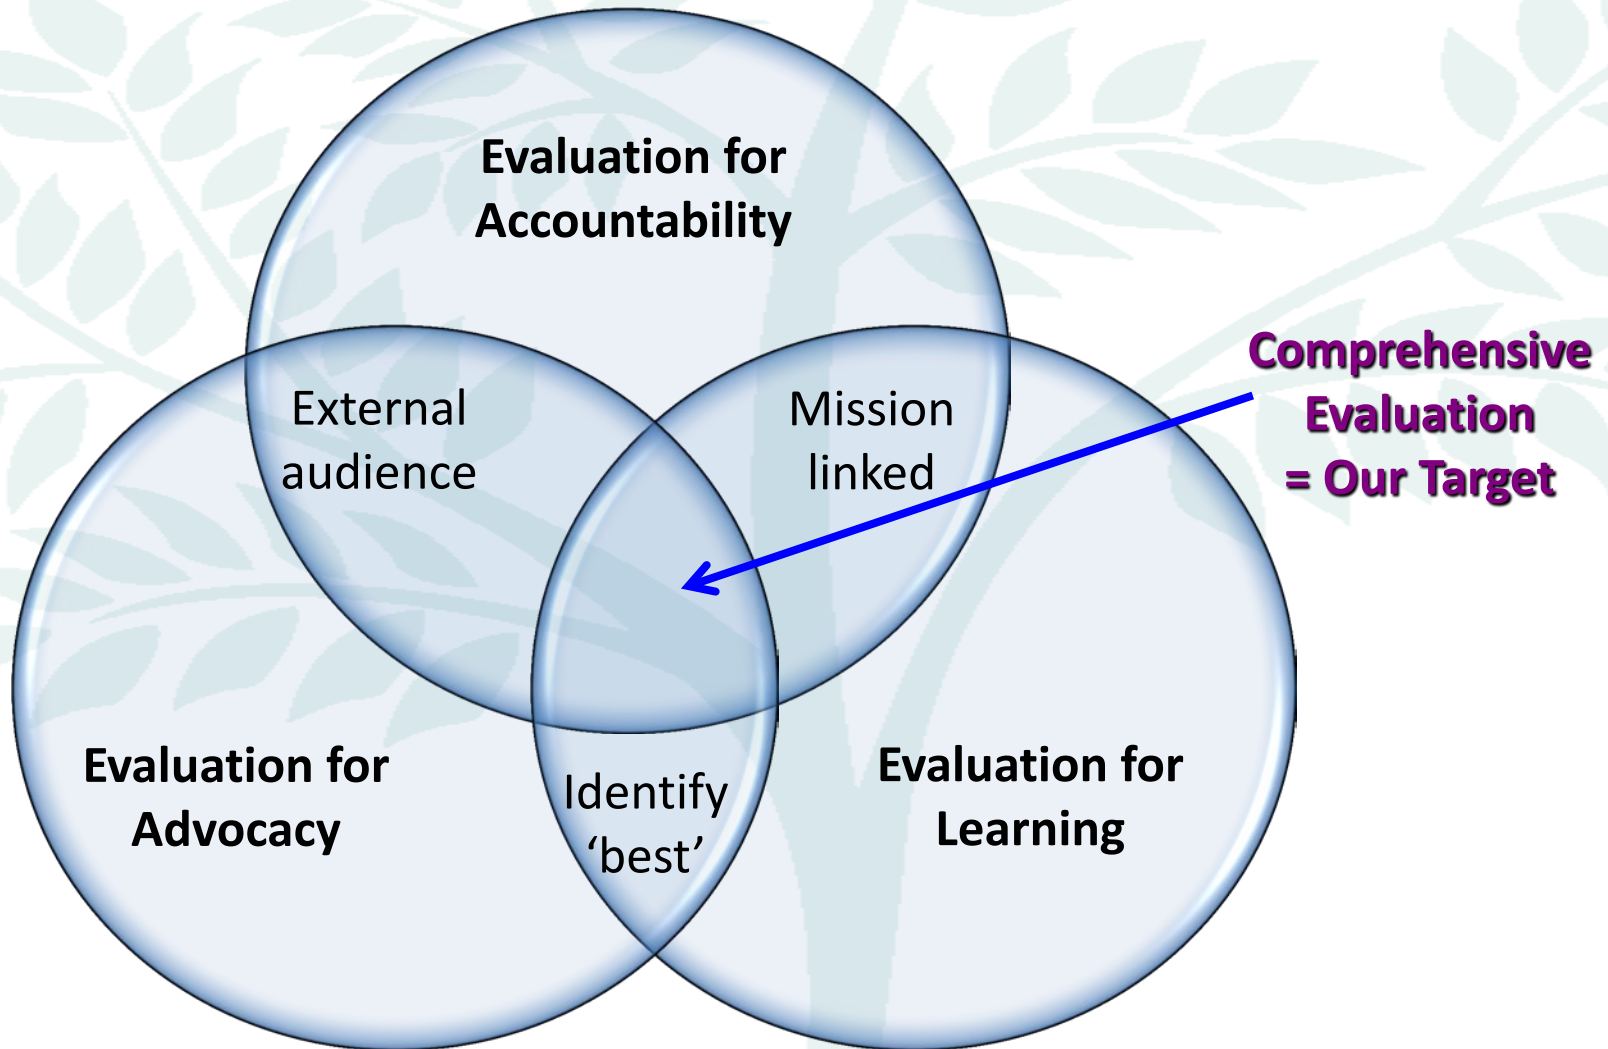 Evaluation for
Accountability
External
audience
Mission
linked
Comprehensive
Evaluation
= Our Target
Evaluation for
Advocacy
Identify
‘best’
Evaluation for
Learning